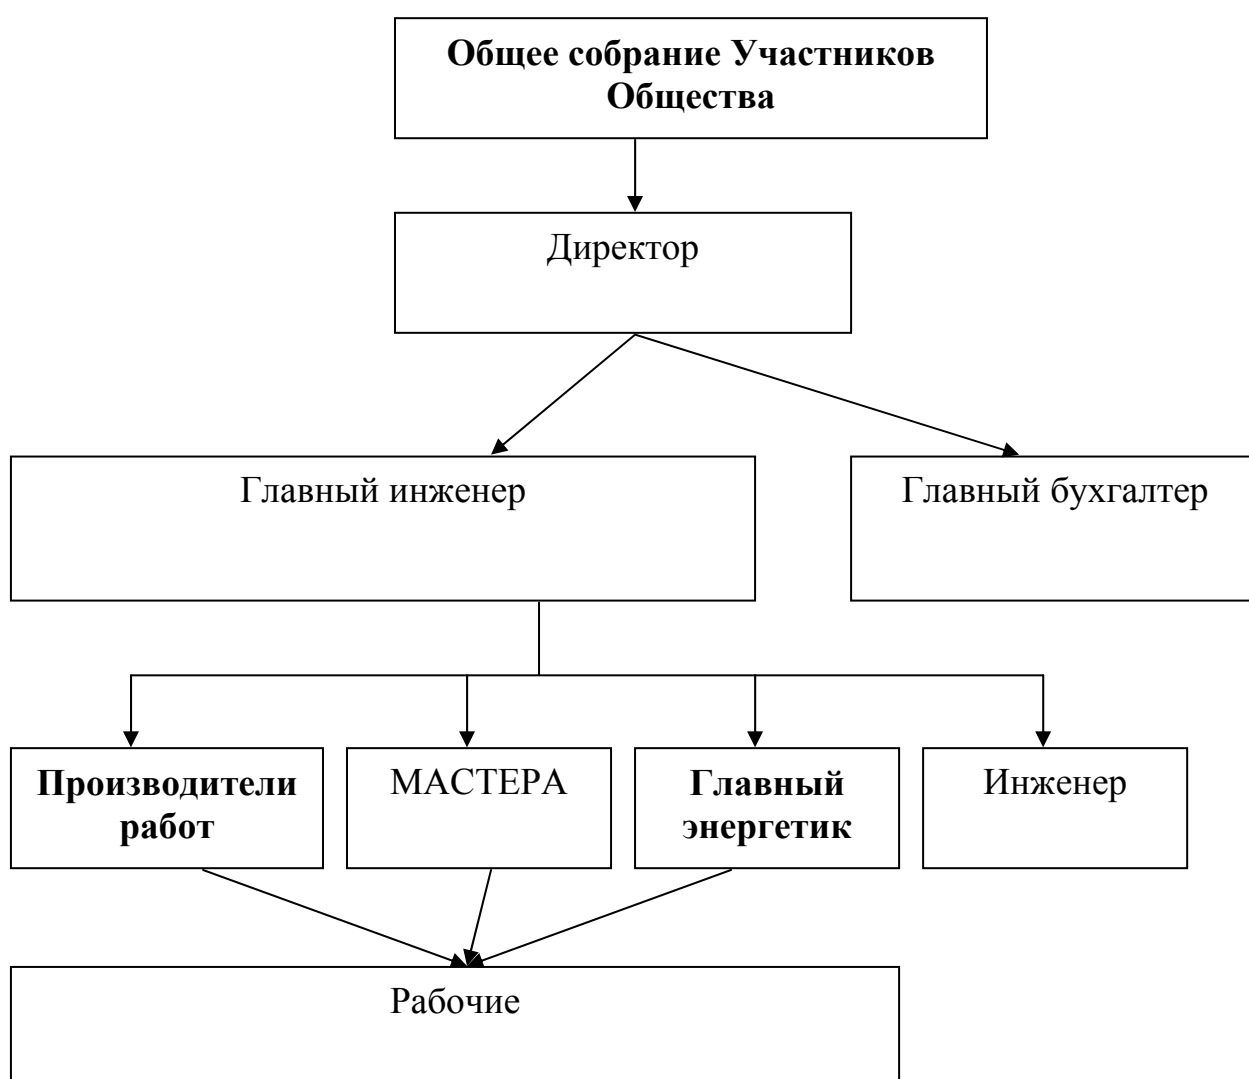 Общее собрание Участников
Общества
Директор
Главный инженер
Главный бухгалтер
Производители
работ
МАСТЕРА
Главный
энергетик
Инженер
Рабочие